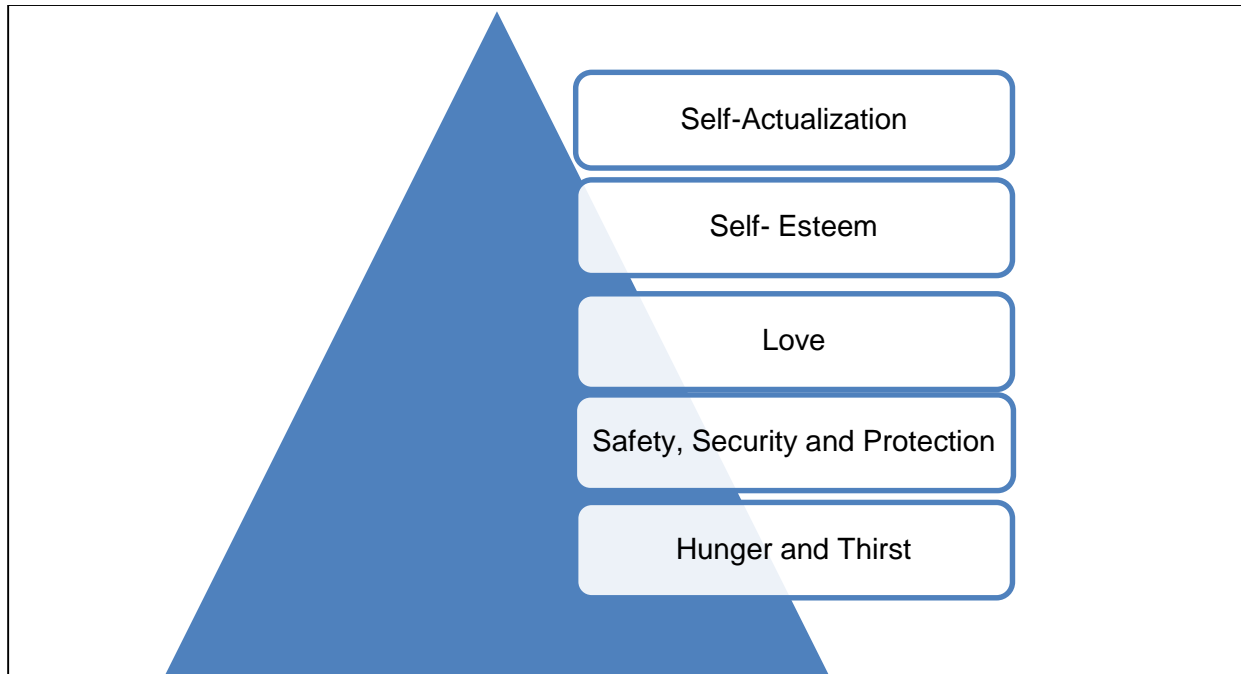 Self-Actualization
Self- Esteem
Love
Safety, Security and Protection
Hunger and Thirst